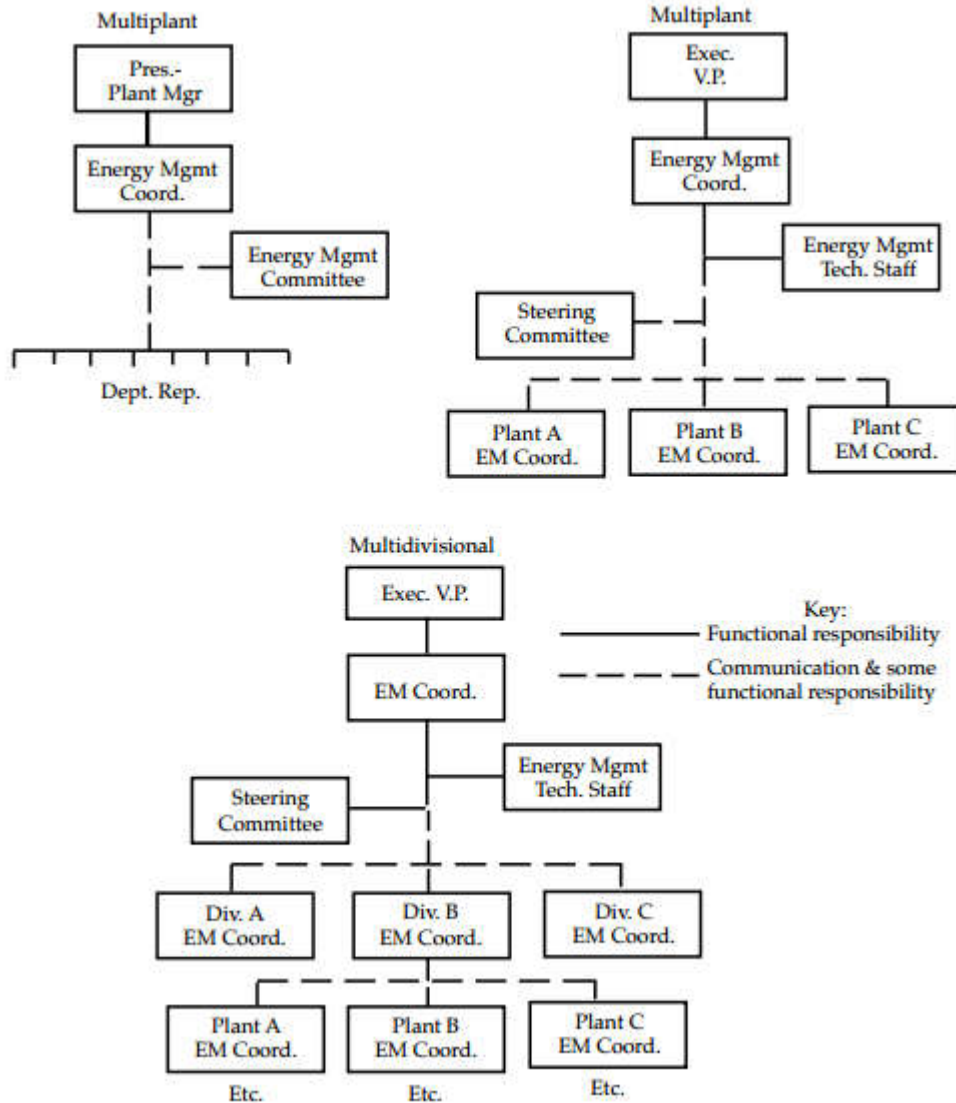 Multiplant
Pres.-
Plant Mgr
Energy Mgmt
Coord.
Energy Mgmt
Committee
Dept. Rep.
Multiplant
Exec.
V.P.
Energy Mgmt
Coord.
Energy Mgmt
Tech. Staff
Steering
Committee
Plant A
EM Coord.
Plant B
EM Coord.
Plant C
EM Coord.
Multidivisional
Exec. V.P.
EM Coord.
Energy Mgmt
Tech. Staff
Steering
Committee
Div. A
EM Coord.
Div. B
EM Coord.
Div. C
EM Coord.
Plant A
EM Coord.
Plant B
EM Coord.
Plant C
EM Coord.
Etc.
Etc.
Etc.
Key:
Functional responsibility
Communication & some
functional responsibility